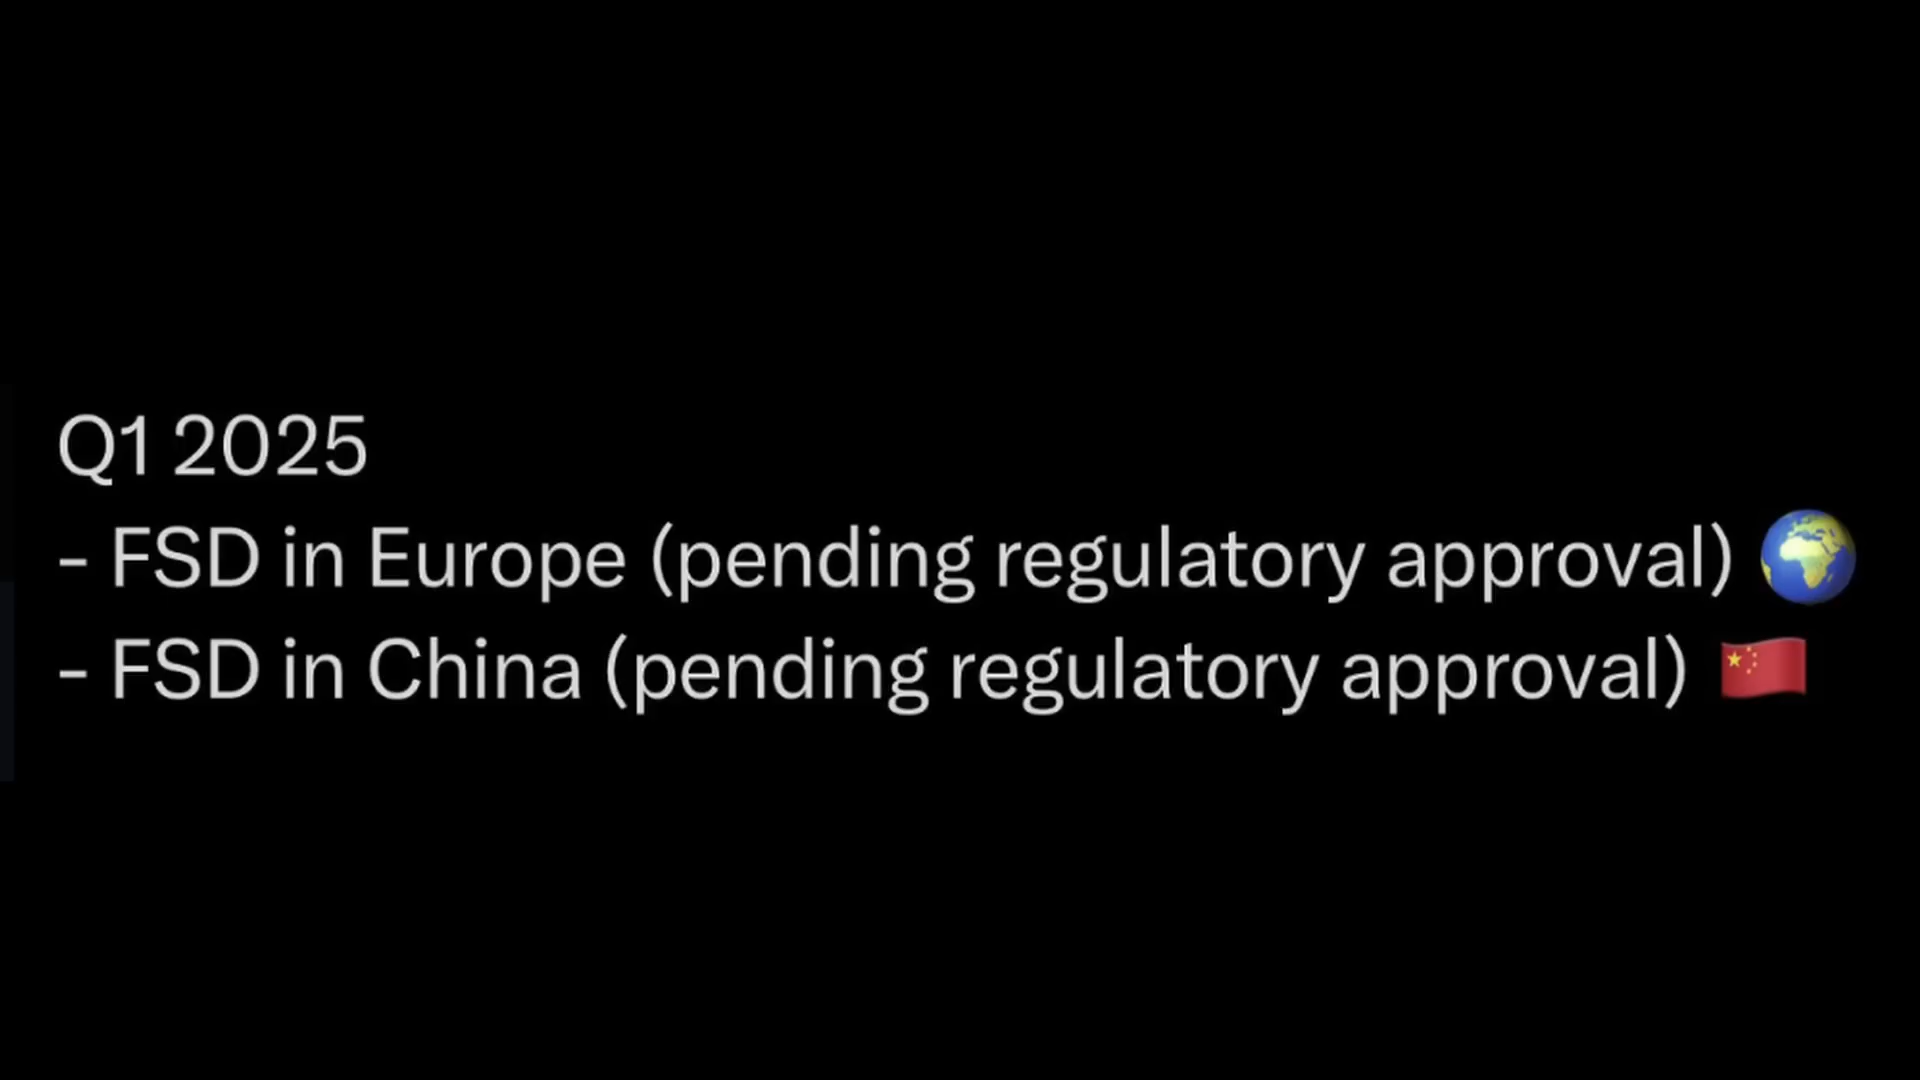 Q1 2025
- FSD in Europe (pending regulatory approval) 🌍
- FSD in China (pending regulatory approval) 🇨🇳